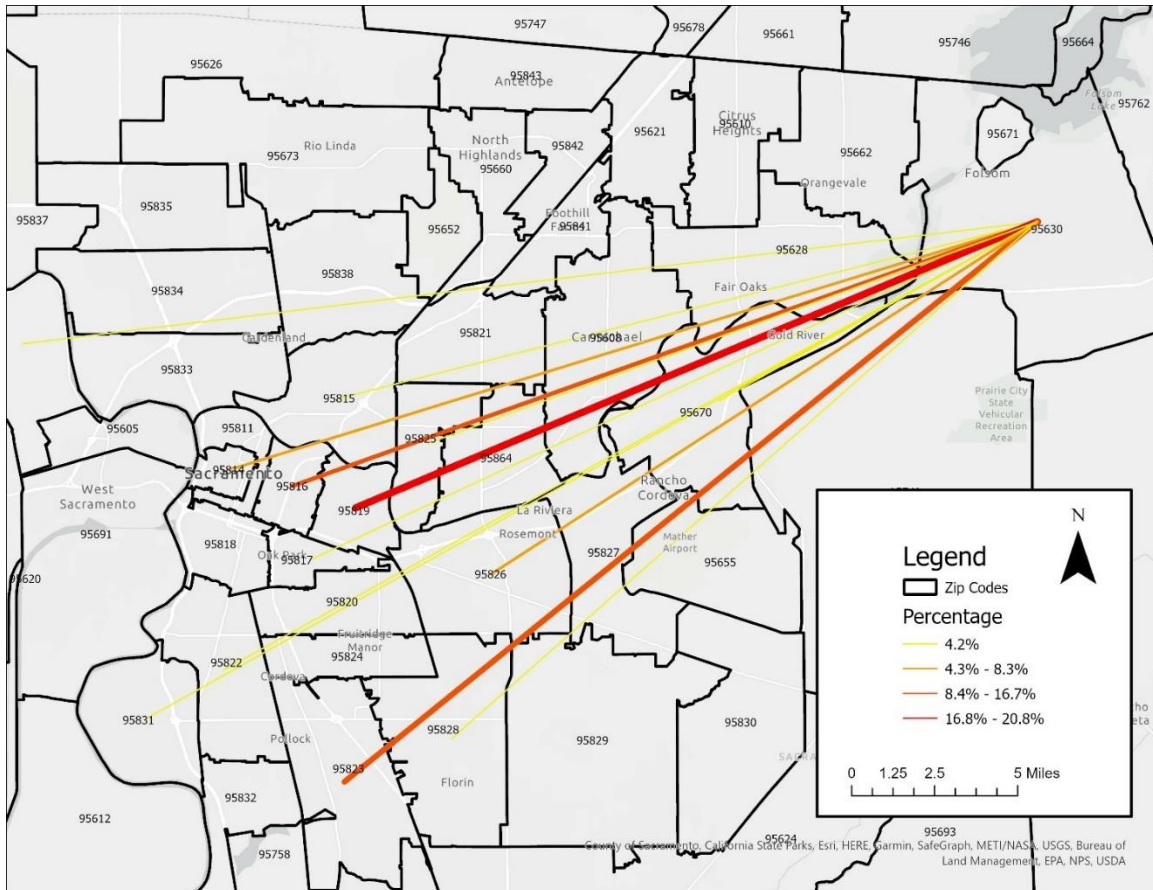 95747
95678
95661
95746
95664
95626
95843
Antelope
Folsom
Lake
95762
95621
Citrus
95610
Heights
95671
North
Highlands
95842
Rio Linda
95673
95660
95662
Folsom
Orangevale
95835
95837
Foothill
95841
95652
95630
95628
95838
95834
Fair Oaks
95821
Gardenland
95608
Gold River
95833
95815
95670
Prairie City
State
Vehicular
Recreation
Area
95605
95811
95825
95864
95814
Sacramento
West
Sacramento
95816
Rancho
Cordova
95819
La Riviera
95691
Rosemont
95818
Oak Park
95817
Mather
Airport
95827
95655
95620
95826
95820
Fruitridge
Manor
95824
95822
95831
95828
95830
Pollock
95829
95823
Florin
95832
95612
95758
95624
95693
Legend
N
Zip Codes
Percentage
4.2%
4.3% - 8.3%
8.4% - 16.7%
16.8% - 20.8%
0 1.25 2.5 5 Miles
County of Sacramento, California State Parks, Esri, HERE, Garmin, SafeGraph, METI/NASA, USGS, Bureau of
Land Management, EPA, NPS, USDA